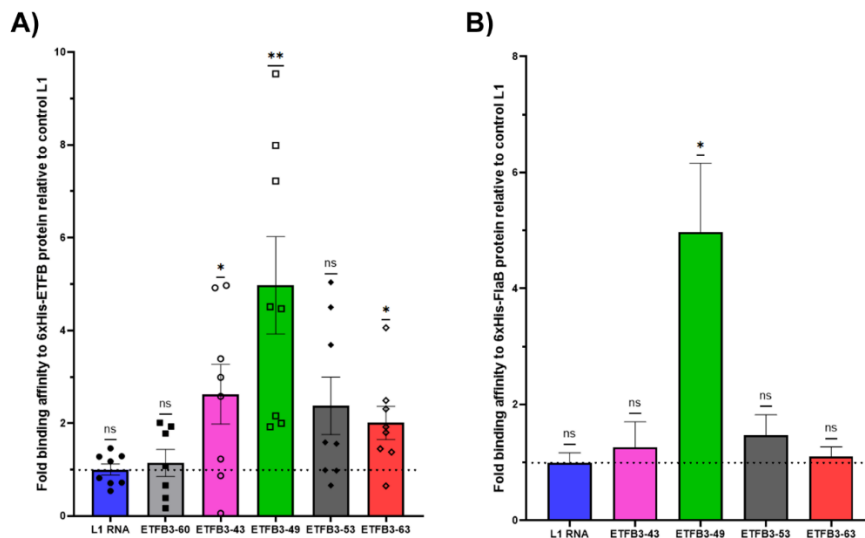 A)
Fold binding affinity to 6xHis-ETFB protein relative to control L1
10
8
6
4
2
0
ns
ns
*
**
ns
*
L1 RNA
ETFB3-60
ETFB3-43
ETFB3-49
ETFB3-53
ETFB3-63
B)
Fold binding affinity to 6xHis-FlaB protein relative to control L1
8
6
4
2
0
ns
ns
*
ns
ns
L1 RNA
ETFB3-43
ETFB3-49
ETFB3-53
ETFB3-63